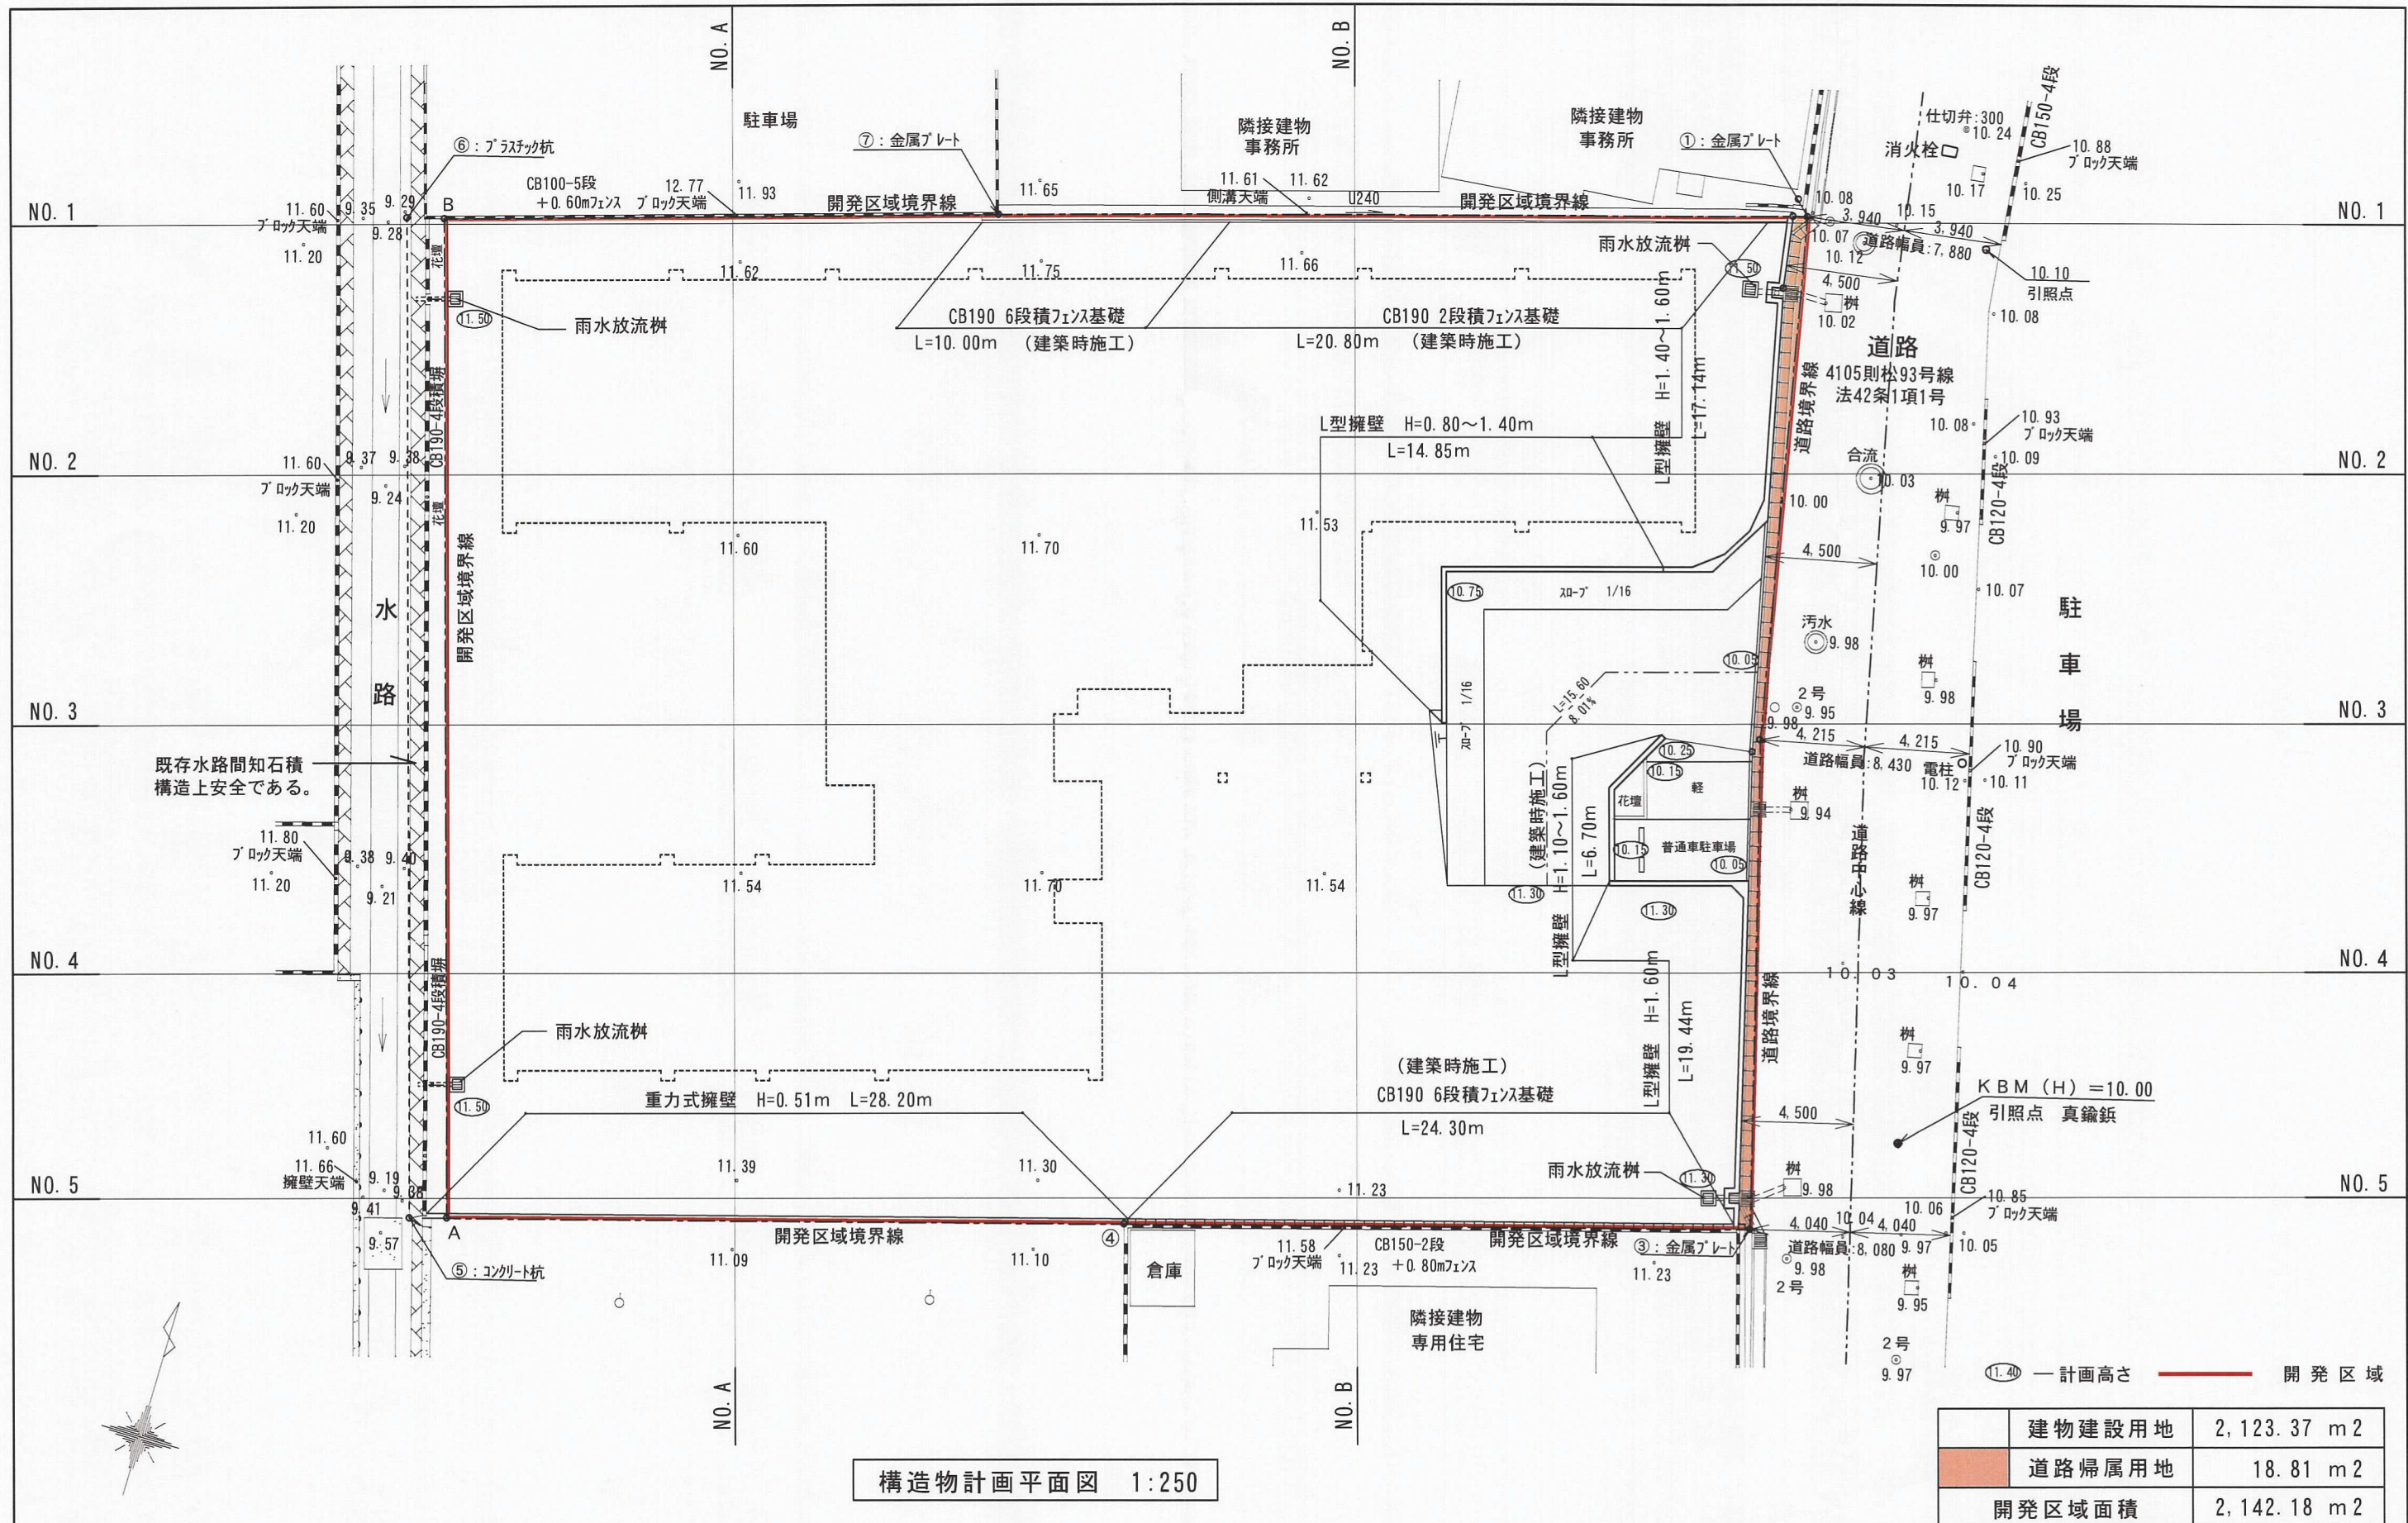 NO. A
NO. B
駐車場
⑥：プラスチック杭
⑦：金属プレート
隣接建物
事務所
隣接建物
事務所
①：金属プレート
仕切弁:300
10.24
消火栓
CB150-4段
10.88
ブロック天端
10.17
10.25
CB100-5段
＋0.60mフェンス
12.77
ブロック天端
11.93
開発区域境界線
11.65
11.61
側溝天端
11.62
U240
開発区域境界線
10.08
3,940
10.15
3,940
道路幅員:7,880
10.07
10.12
NO. 1
NO. 1
11.60
ブロック天端
9.35
9.29
9.28
B
11.20
花壇
雨水放流桝
11.50
11.62
11.75
11.66
雨水放流桝
11.50
4,500
桝
10.02
10.10
引照点
10.08
CB190 6段積フェンス基礎
L=10.00m （建築時施工）
CB190 2段積フェンス基礎
L=20.80m （建築時施工）
L型擁壁 H=1.40～1.60m
L=17.14m
道路
4105則松93号線
法42条1項1号
道路境界線
CB190-4段積塀
L型擁壁 H=0.80～1.40m
L=14.85m
10.08
10.93
ブロック天端
NO. 2
NO. 2
11.60
ブロック天端
9.37
9.38
9.24
11.20
花壇
合流
10.03
10.09
桝
9.97
CB120-4段
10.00
11.53
11.60
11.70
4,500
10.00
10.07
開発区域境界線
10.75
スロープ 1/16
水
路
汚水
9.98
10.05
駐
車
場
桝
9.98
スロープ 1/16
L=15.60
8.01%
2号
9.95
9.98
NO. 3
NO. 3
4,215
4,215
道路幅員:8,430
電柱
10.90
ブロック天端
10.12
10.11
既存水路間知石積
構造上安全である。
10.25
10.15
軽
花壇
桝
9.94
10.15
普通車駐車場
10.05
（建築時施工）
L型擁壁 H=1.10～1.60m
L=6.70m
11.80
ブロック天端
9.38
9.40
9.21
11.20
11.54
11.70
11.54
11.30
11.30
道路中心線
桝
9.97
CB120-4段
NO. 4
NO. 4
10.03
10.04
CB190-4段積塀
L型擁壁 H=1.60m
L=19.44m
道路境界線
桝
9.97
雨水放流桝
11.50
（建築時施工）
CB190 6段積フェンス基礎
L=24.30m
重力式擁壁 H=0.51m L=28.20m
4,500
KBM（H）＝10.00
引照点 真鍮鋲
CB120-4段
11.60
11.66
擁壁天端
9.19
9.38
9.41
11.39
11.30
11.23
雨水放流桝
11.30
桝
9.98
NO. 5
NO. 5
10.06
10.85
ブロック天端
A
④
開発区域境界線
9.57
⑤：コンクリート杭
11.09
11.10
倉庫
11.58
ブロック天端
11.23
CB150-2段
＋0.80mフェンス
開発区域境界線
③：金属プレート
11.23
4,040
10.04
4,040
道路幅員:8,080
9.97
10.05
9.98
2号
桝
9.95
隣接建物
専用住宅
2号
9.97
NO. A
NO. B
11.40 ―計画高さ
開発区域
構造物計画平面図 1:250
建物建設用地 2,123.37 m2
道路帰属用地 18.81 m2
開発区域面積 2,142.18 m2